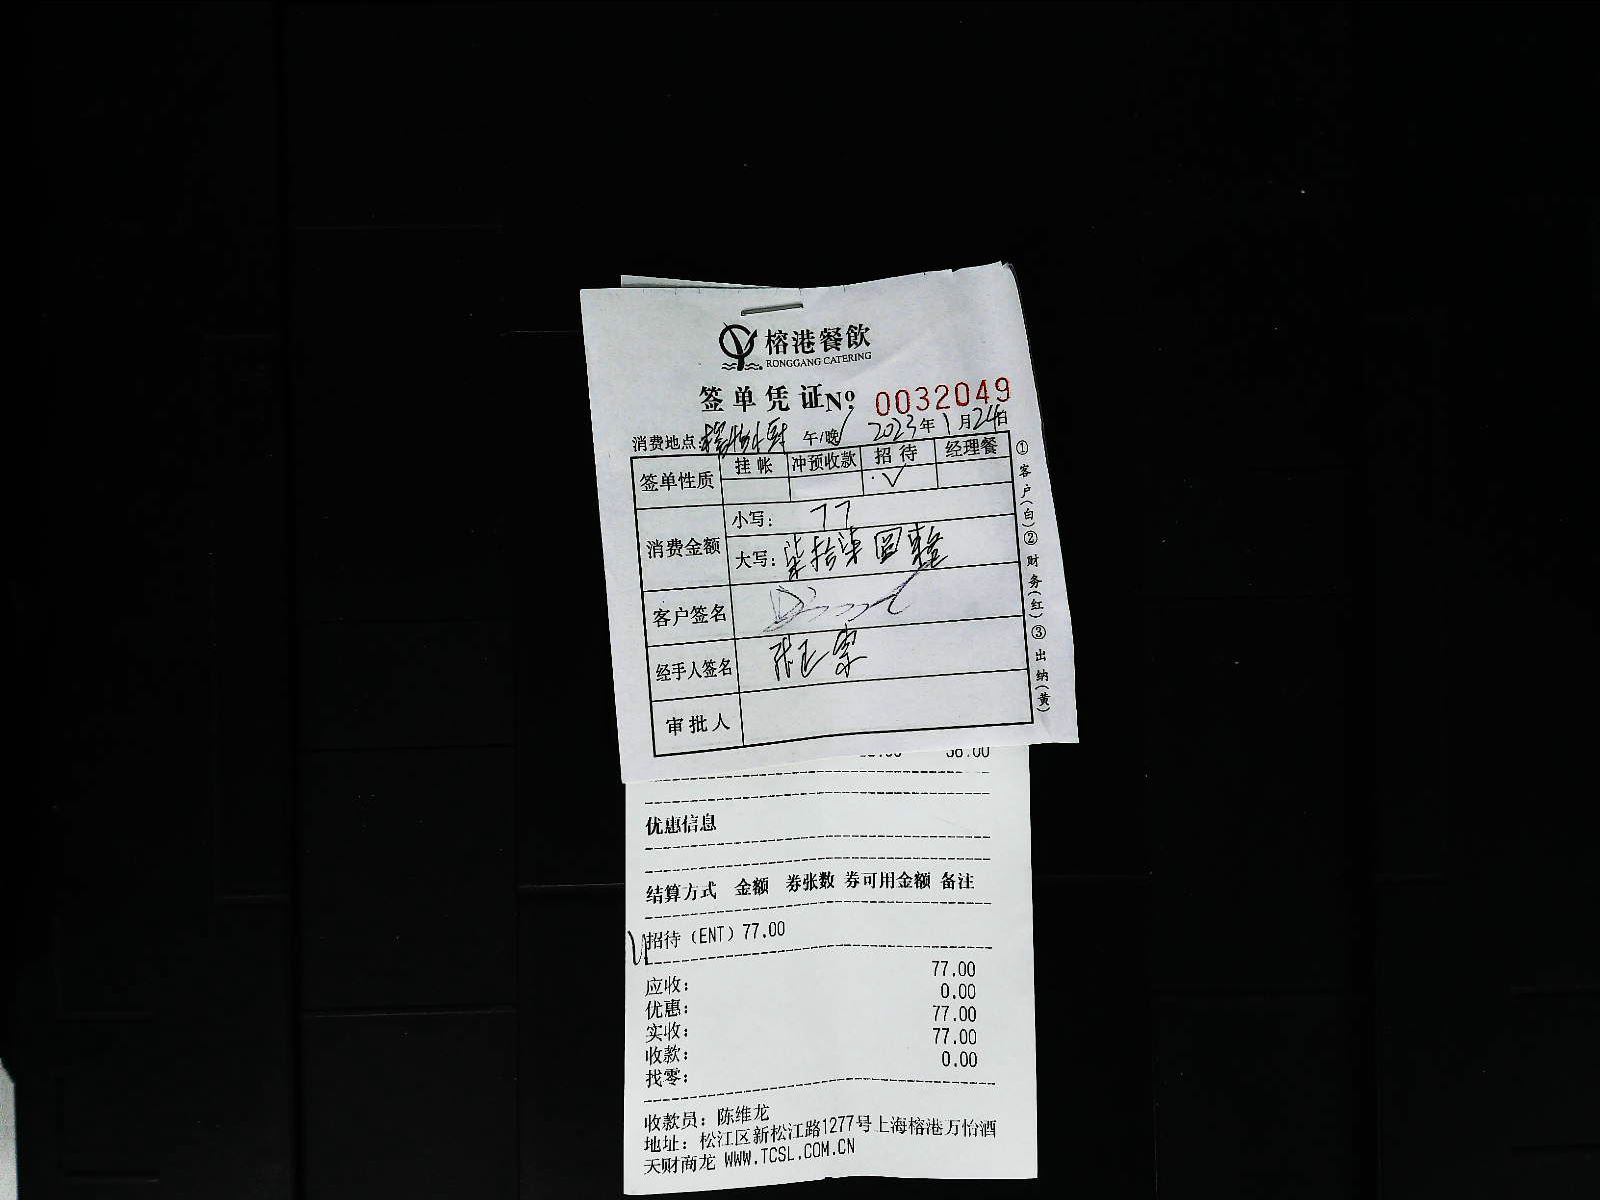 榕港餐飲
RONGGANG CATERING
签单凭证 Nº 0032049
消费地点 午/晚 2023年1月24日
签单性质 挂帐 冲预收款 招待 经理餐
✓
消费金额 小写: 77
大写: 柒拾柒圆整
客户签名
经手人签名
审批人
①客户(白)②财务(红)③出纳(黄)
优惠信息
结算方式 金额 券张数 券可用金额 备注
招待(ENT) 77.00
应收: 77.00
优惠: 0.00
实收: 77.00
收款: 77.00
找零: 0.00
收款员: 陈维龙
地址: 松江区新松江路1277号上海榕港万怡酒
天财商龙 WWW.TCSL.COM.CN